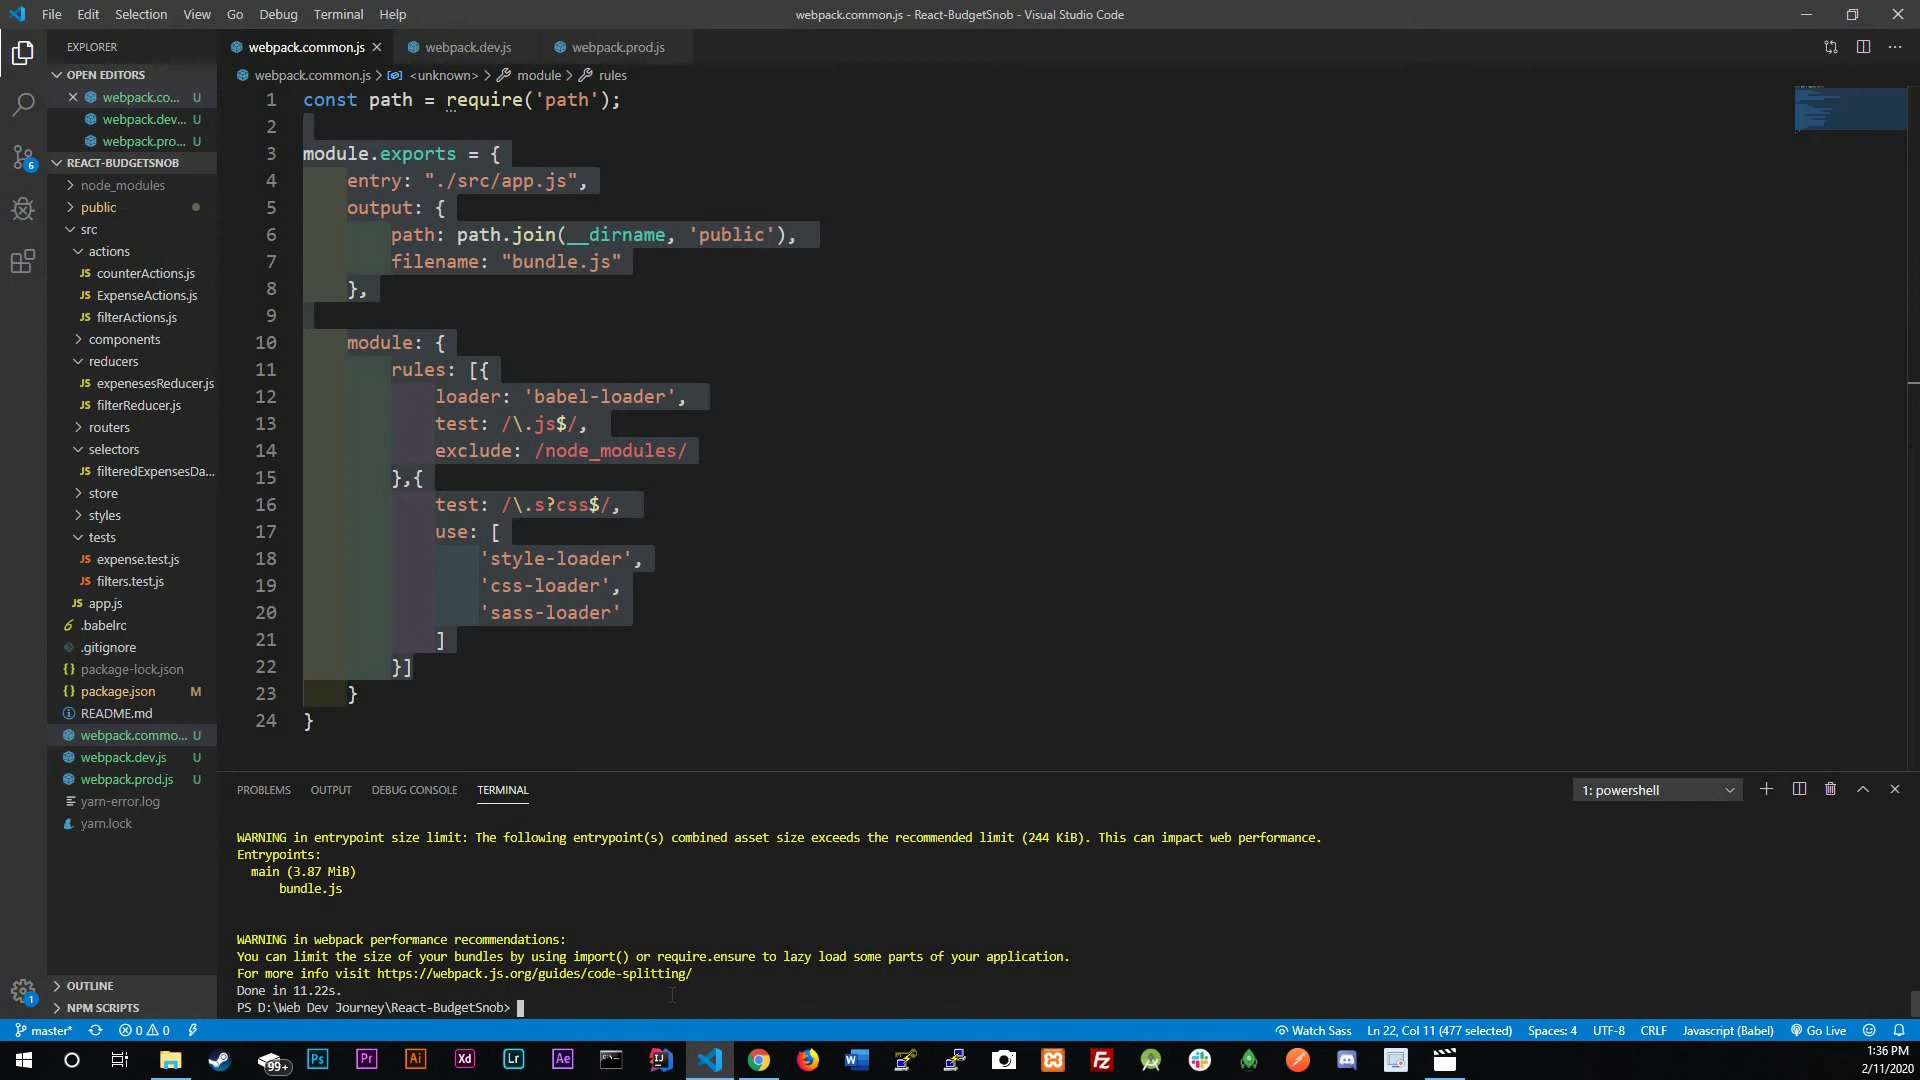 File Edit Selection View Go Debug Terminal Help
webpack.common.js - React-BudgetSnob - Visual Studio Code
EXPLORER
OPEN EDITORS
webpack.co... U
webpack.dev... U
webpack.pro... U
REACT-BUDGETSNOB
node_modules
public
src
actions
counterActions.js
ExpenseActions.js
filterActions.js
components
reducers
expenesesReducer.js
filterReducer.js
routers
selectors
filteredExpensesDa...
store
styles
tests
expense.test.js
filters.test.js
app.js
.babelrc
.gitignore
package-lock.json
package.json M
README.md
webpack.commo... U
webpack.dev.js U
webpack.prod.js U
yarn-error.log
yarn.lock
OUTLINE
NPM SCRIPTS
6
1
webpack.common.js webpack.dev.js webpack.prod.js
webpack.common.js > <unknown> > module > rules
1 const path = require('path');
2
3 module.exports = {
4 entry: "./src/app.js",
5 output: {
6 path: path.join(__dirname, 'public'),
7 filename: "bundle.js"
8 },
9
10 module: {
11 rules: [{
12 loader: 'babel-loader',
13 test: /\.js$/,
14 exclude: /node_modules/
15 },{
16 test: /\.s?css$/,
17 use: [
18 'style-loader',
19 'css-loader',
20 'sass-loader'
21 ]
22 }]
23 }
24 }
PROBLEMS OUTPUT DEBUG CONSOLE TERMINAL
1: powershell
WARNING in entrypoint size limit: The following entrypoint(s) combined asset size exceeds the recommended limit (244 KiB). This can impact web performance.
Entrypoints:
main (3.87 MiB)
bundle.js
WARNING in webpack performance recommendations:
You can limit the size of your bundles by using import() or require.ensure to lazy load some parts of your application.
For more info visit https://webpack.js.org/guides/code-splitting/
Done in 11.22s.
PS D:\Web Dev Journey\React-BudgetSnob>
master* 0 0 Watch Sass Ln 22, Col 11 (477 selected) Spaces: 4 UTF-8 CRLF Javascript (Babel) Go Live
99+ Ps Pr Ai Xd Lr Ae
1:36 PM
2/11/2020